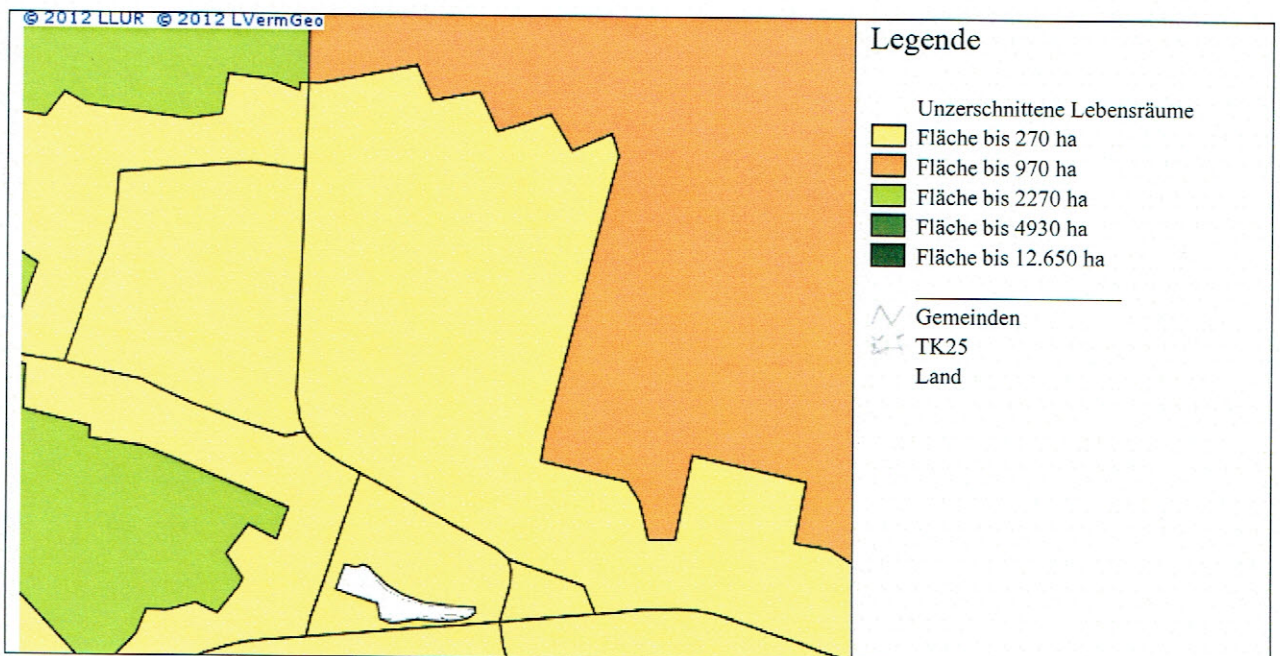 © 2012 LLUR © 2012 LVermGeo
Legende
Unzerschnittene Lebensräume
Fläche bis 270 ha
Fläche bis 970 ha
Fläche bis 2270 ha
Fläche bis 4930 ha
Fläche bis 12.650 ha
Gemeinden
TK25
Land